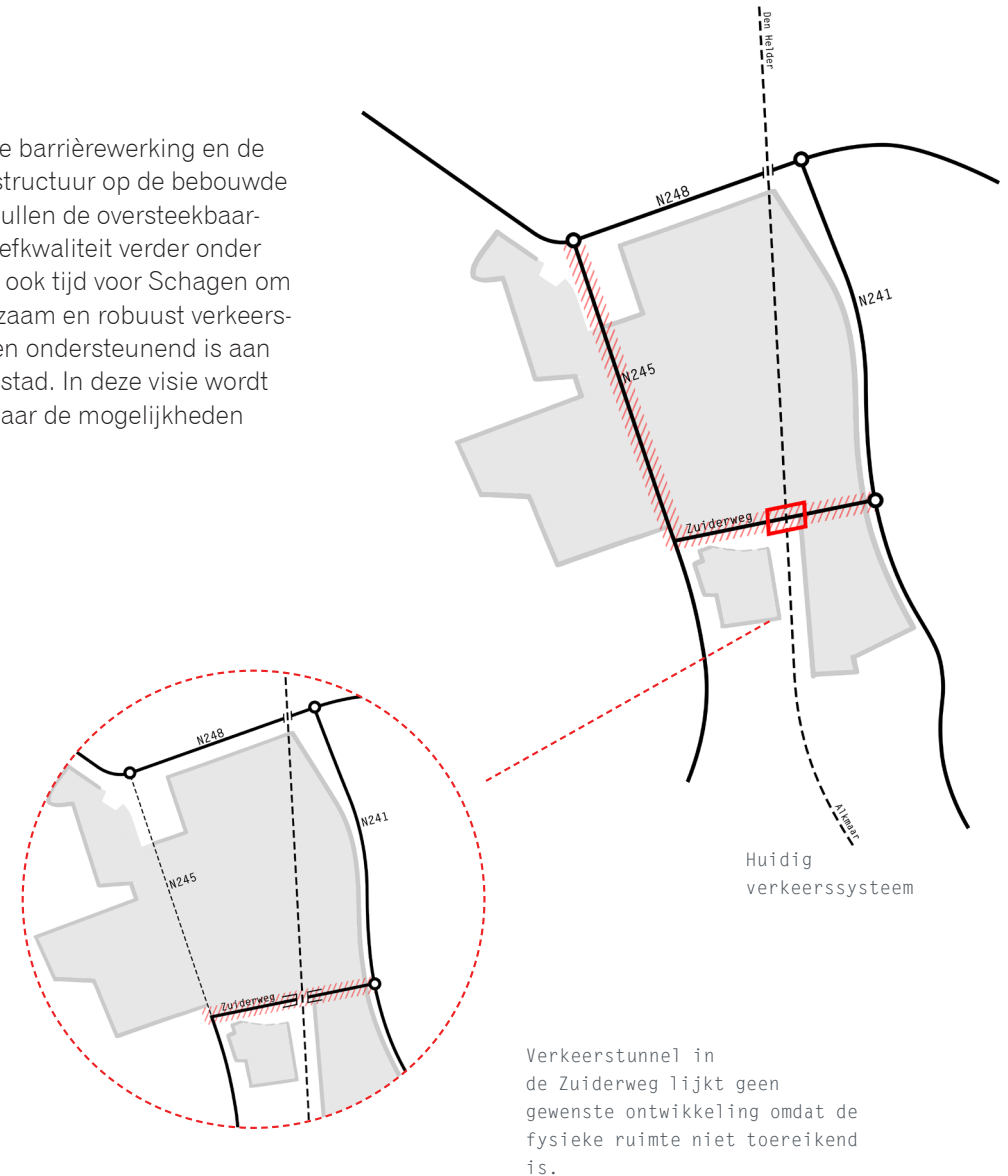 e barrièrewerking en de
structuur op de bebouwde
ullen de oversteekbaar-
efkwaliteit verder onder
ook tijd voor Schagen om
zaam en robuust verkeers-
en ondersteunend is aan
stad. In deze visie wordt
aar de mogelijkheden
Den Helder
N248
N241
N245
Zuiderweg
Alkmaar
Huidig
verkeerssysteem
N248
N241
N245
Zuiderweg
Verkeerstunnel in
de Zuiderweg lijkt geen
gewenste ontwikkeling omdat de
fysieke ruimte niet toereikend
is.